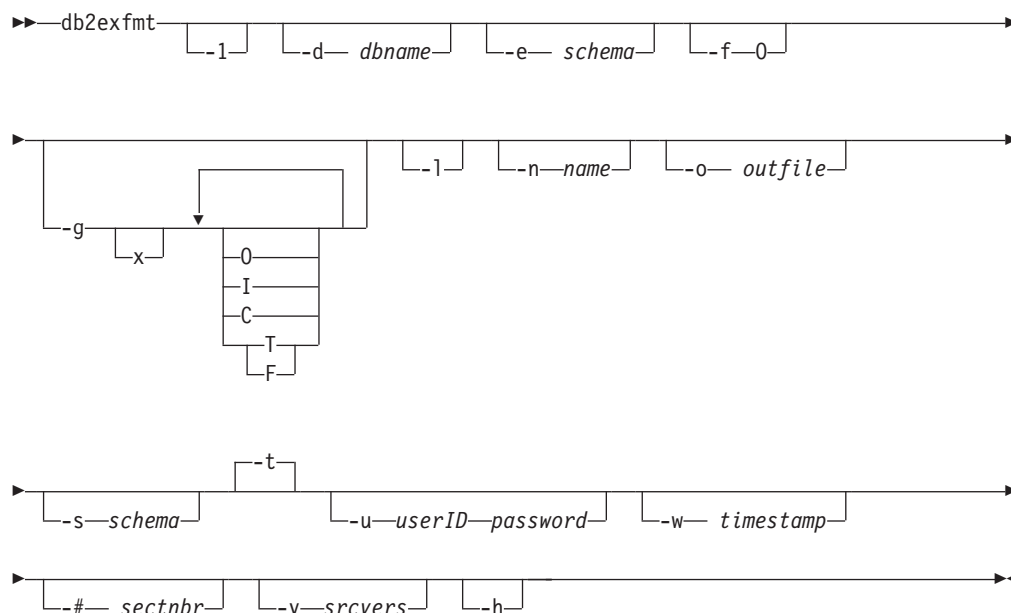 db2exfmt -1 -d dbname -e schema -f O
-g x O I C T F -l -n name -o outfile
-s schema -t -u userID password -w timestamp
-# sectnbr -v srcvers -h